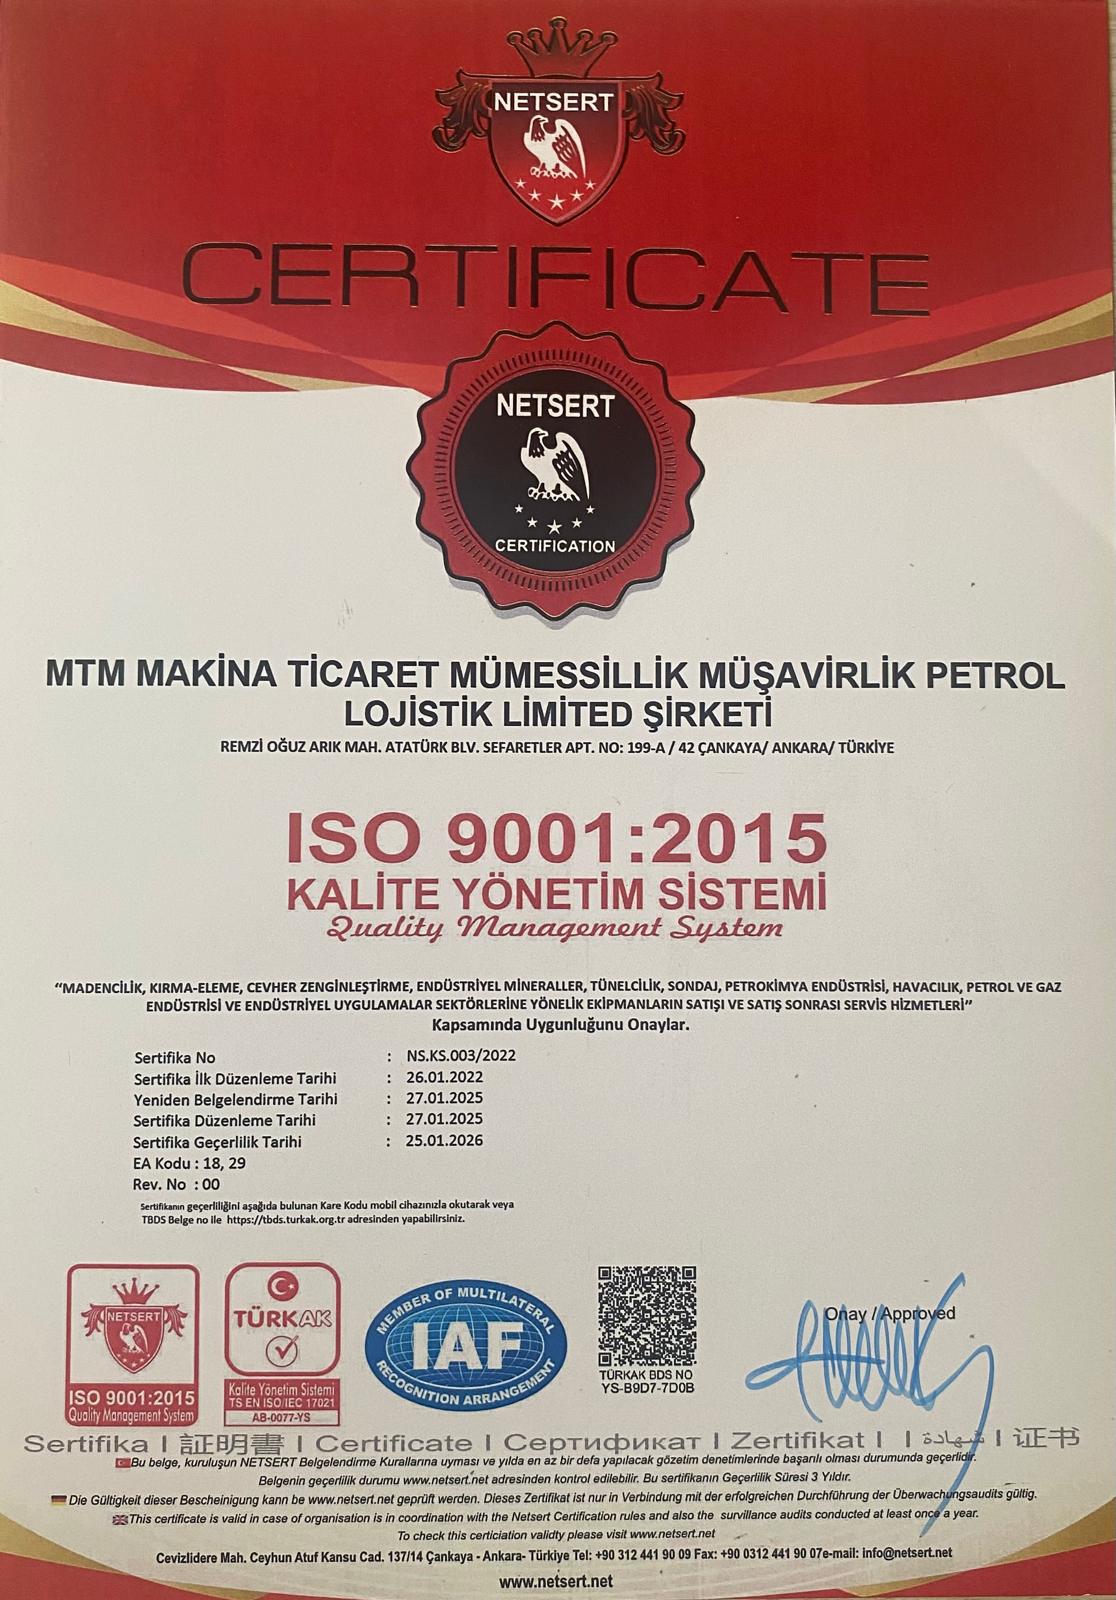 NETSERT
CERTIFICATE
NETSERT
CERTIFICATION
MTM MAKİNA TİCARET MÜMESSİLLİK MÜŞAVİRLİK PETROL
LOJİSTİK LİMİTED ŞİRKETİ
REMZİ OĞUZ ARIK MAH. ATATÜRK BLV. SEFARETLER APT. NO: 199-A / 42 ÇANKAYA/ ANKARA/ TÜRKİYE
ISO 9001:2015
KALİTE YÖNETİM SİSTEMİ
Quality Management System
“MADENCİLİK, KIRMA-ELEME, CEVHER ZENGİNLEŞTİRME, ENDÜSTRİYEL MİNERALLER, TÜNELCİLİK, SONDAJ, PETROKİMYA ENDÜSTRİSİ, HAVACILIK, PETROL VE GAZ
ENDÜSTRİSİ VE ENDÜSTRİYEL UYGULAMALAR SEKTÖRLERİNE YÖNELİK EKİPMANLARIN SATIŞI VE SATIŞ SONRASI SERVİS HİZMETLERİ”
Kapsamında Uygunluğunu Onaylar.
Sertifika No : NS.KS.003/2022
Sertifika İlk Düzenleme Tarihi : 26.01.2022
Yeniden Belgelendirme Tarihi : 27.01.2025
Sertifika Düzenleme Tarihi : 27.01.2025
Sertifika Geçerlilik Tarihi : 25.01.2026
EA Kodu : 18, 29
Rev. No : 00
Sertifikanın geçerliliğini aşağıda bulunan Kare Kodu mobil cihazınızla okutarak veya
TBDS Belge no ile https://tbds.turkak.org.tr adresinden yapabilirsiniz.
NETSERT
ISO 9001:2015
Quality Management System
TÜRKAK
Kalite Yönetim Sistemi
TS EN ISO/IEC 17021
AB-0077-YS
MEMBER OF MULTILATERAL
IAF
RECOGNITION ARRANGEMENT
TÜRKAK BDS NO
YS-B9D7-7D0B
Onay / Approved
Sertifika I 証明書 I Certificate I Сертификат I Zertifikat I I شهادة I 证书
Bu belge, kuruluşun NETSERT Belgelendirme Kurallarına uyması ve yılda en az bir defa yapılacak gözetim denetimlerinde başarılı olması durumunda geçerlidir.
Belgenin geçerlilik durumu www.netsert.net adresinden kontrol edilebilir. Bu sertifikanın Geçerlilik Süresi 3 Yıldır.
Die Gültigkeit dieser Bescheinigung kann be www.netsert.net geprüft werden. Dieses Zertifikat ist nur in Verbindung mit der erfolgreichen Durchführung der Überwachungsaudits gültig.
This certificate is valid in case of organisation is in coordination with the Netsert Certification rules and also the survillance audits conducted at least once a year.
To check this certiciation validty please visit www.netsert.net
Cevizlidere Mah. Ceyhun Atuf Kansu Cad. 137/14 Çankaya - Ankara- Türkiye Tel: +90 312 441 90 09 Fax: +90 0312 441 90 07e-mail: info@netsert.net
www.netsert.net